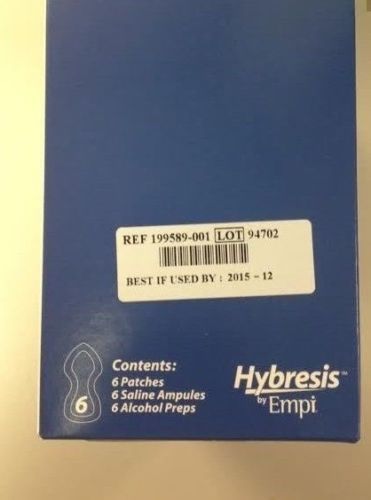 REF 199589-001 LOT 94702
BEST IF USED BY : 2015 - 12
Contents:
6 Patches
6 Saline Ampules
6 Alcohol Preps
6
Hybresis™
by Empi